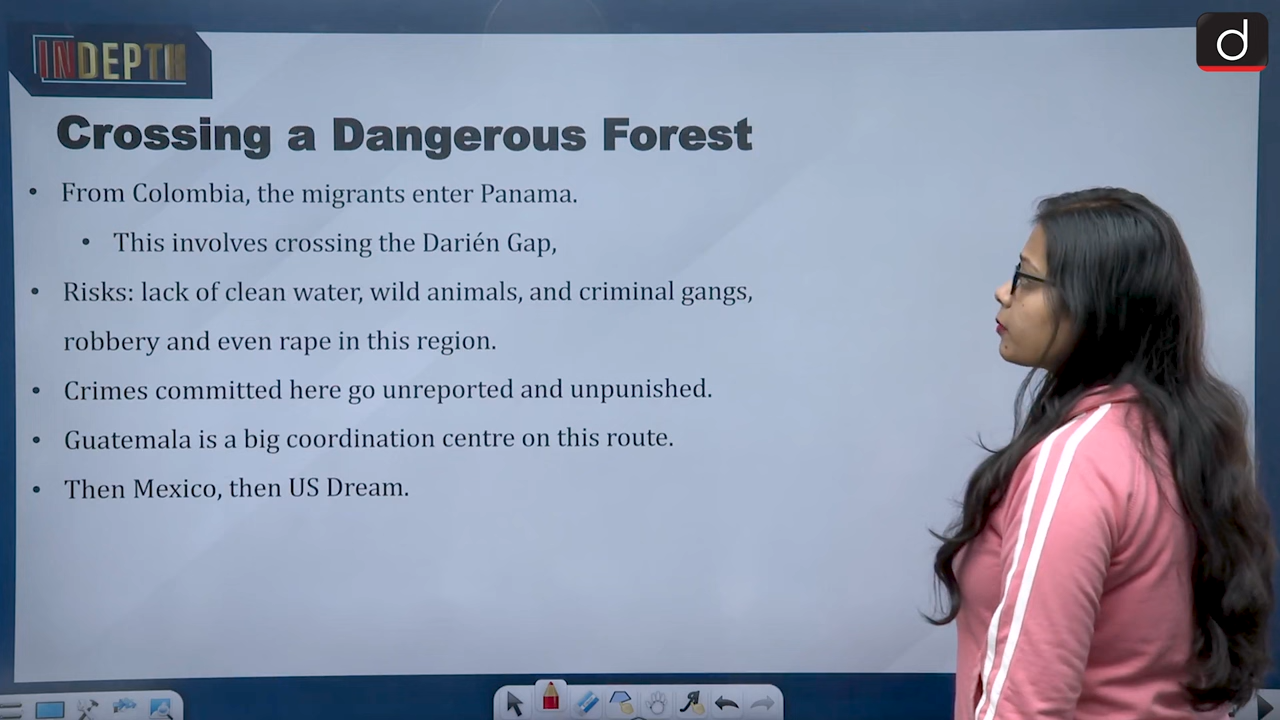 INDEPTH
d
Crossing a Dangerous Forest
• From Colombia, the migrants enter Panama.
• This involves crossing the Darién Gap,
• Risks: lack of clean water, wild animals, and criminal gangs,
robbery and even rape in this region.
• Crimes committed here go unreported and unpunished.
• Guatemala is a big coordination centre on this route.
• Then Mexico, then US Dream.